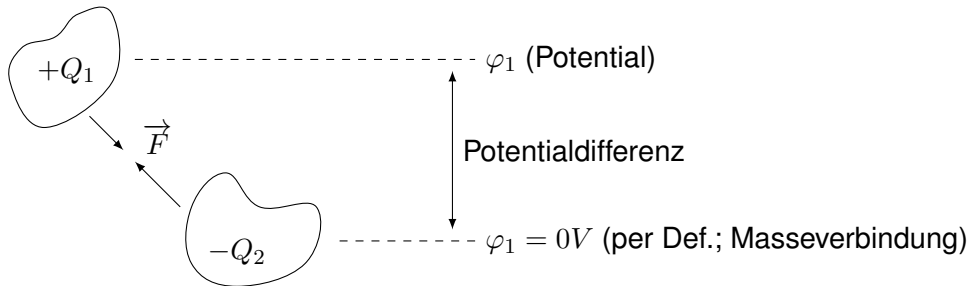 +Q₁
φ₁ (Potential)
F⃗
Potentialdifferenz
−Q₂
φ₁ = 0V (per Def.; Masseverbindung)